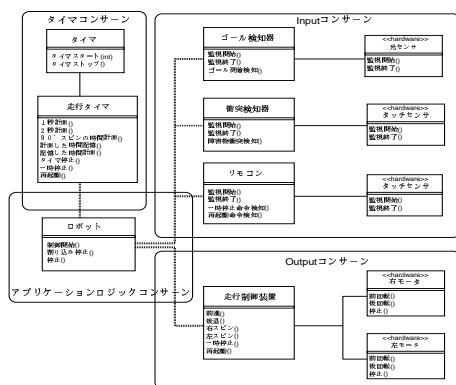 タイマコンサーン
タイマ
タイマスタート(int)
タイマストップ()
走行タイマ
1秒計測()
2秒計測()
90°スピンの時間計測()
計測した時間記憶()
記憶した時間計測()
タイマ停止()
一時停止()
再起動()
ロボット
制御開始()
割り込み停止()
停止()
アプリケーションロジックコンサーン
Inputコンサーン
ゴール検知器
監視開始()
監視終了()
ゴール到着検知()
<<hardware>>
光センサ
監視開始()
監視終了()
衝突検知器
監視開始()
監視終了()
障害物衝突検知()
<<hardware>>
タッチセンサ
監視開始()
監視終了()
リモコン
監視開始()
監視終了()
一時停止命令検知()
再起動命令検知()
<<hardware>>
タッチセンサ
監視開始()
監視終了()
Outputコンサーン
走行制御装置
前進()
後退()
右スピン()
左スピン()
一時停止()
再起動()
<<hardware>>
右モータ
前回転()
後回転()
停止()
<<hardware>>
左モータ
前回転()
後回転()
停止()